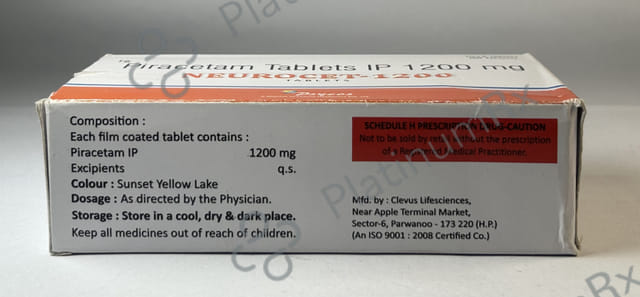 Piracetam Tablets IP 1200 mg
NEUROCET-1200
TABLETS
Psycos
Composition :
Each film coated tablet contains :
Piracetam IP 1200 mg
Excipients q.s.
Colour : Sunset Yellow Lake
Dosage : As directed by the Physician.
Storage : Store in a cool, dry & dark place.
Keep all medicines out of reach of children.
SCHEDULE H PRESCRIPTION DRUG-CAUTION
Not to be sold by retail without the prescription
of a Registered Medical Practitioner.
Mfd. by : Clevus Lifesciences,
Near Apple Terminal Market,
Sector-6, Parwanoo - 173 220 (H.P.)
(An ISO 9001 : 2008 Certified Co.)
PlatinumRx
PlatinumRx